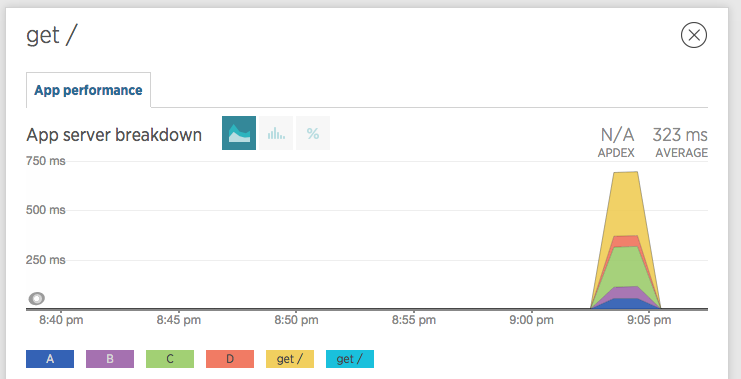 get /
App performance
App server breakdown
%
N/A
APDEX
323 ms
AVERAGE
750 ms
500 ms
250 ms
8:40 pm 8:45 pm 8:50 pm 8:55 pm 9:00 pm 9:05 pm
A B C D get / get /